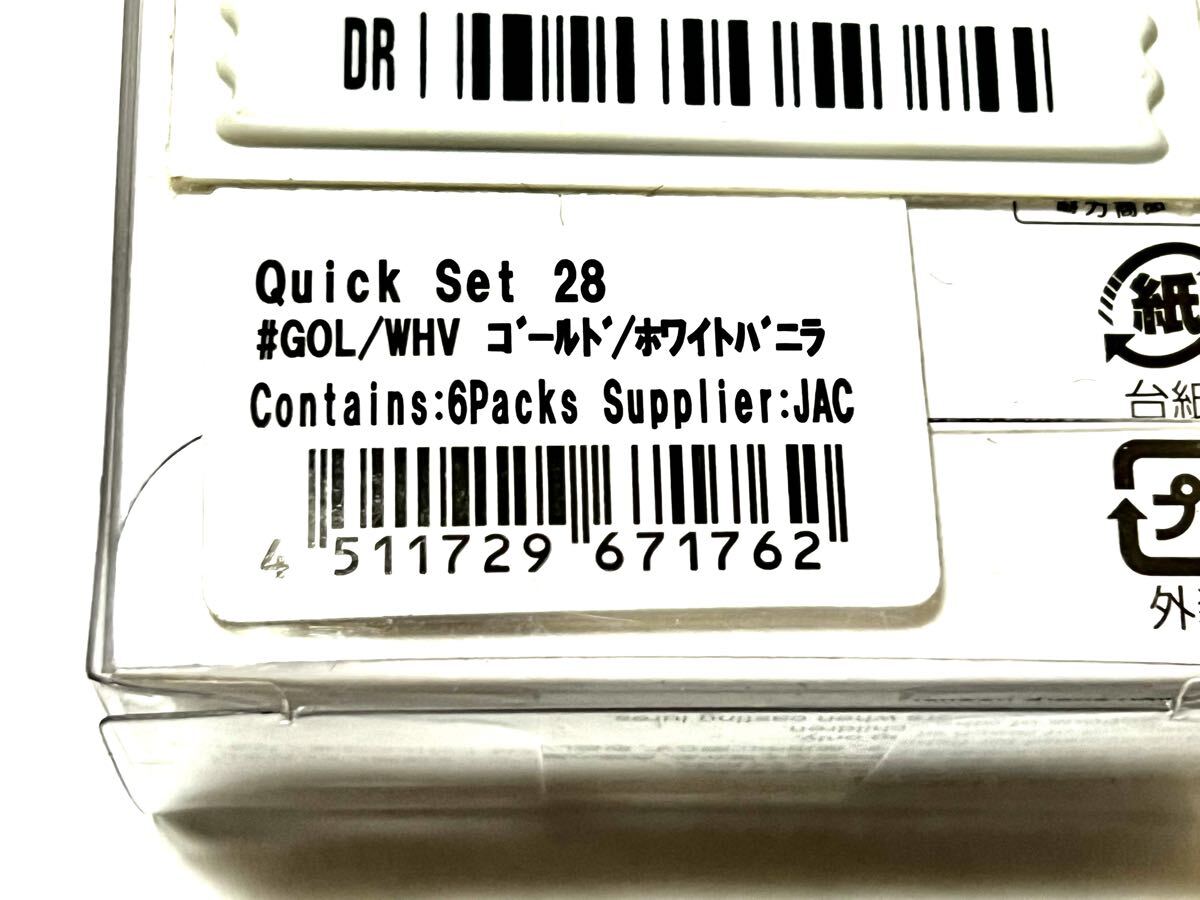 DR
Quick Set 28
#GOL/WHV ｺﾞｰﾙﾄﾞ/ﾎﾜｲﾄﾊﾞﾆﾗ
Contains:6Packs Supplier:JAC
4 511729 671762
紙
台紙
プ
外